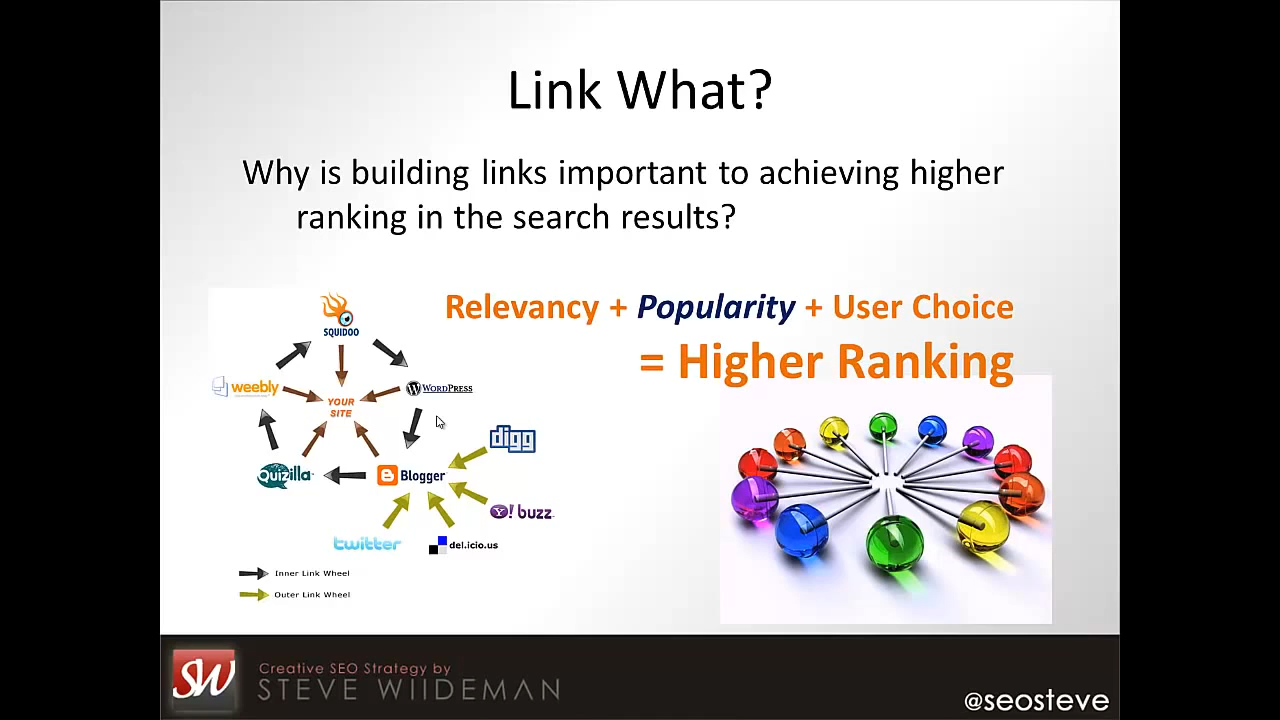 Link What?
Why is building links important to achieving higher
ranking in the search results?
Relevancy + Popularity + User Choice
= Higher Ranking
SQUIDOO
weebly
WORDPRESS
YOUR
SITE
digg
Quizilla
Blogger
Y! buzz
twitter
del.icio.us
Inner Link Wheel
Outer Link Wheel
SW
Creative SEO Strategy by
STEVE WIIDEMAN
@seosteve